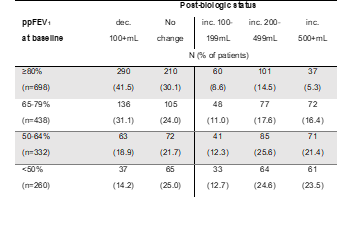 Post-biologic status
ppFEV₁ dec. No inc. 100- inc. 200- inc.
at baseline 100+mL change 199mL 499mL 500+mL
N (% of patients)
≥80% 290 210 60 101 37
(n=698) (41.5) (30.1) (8.6) (14.5) (5.3)
65-79% 136 105 48 77 72
(n=438) (31.1) (24.0) (11.0) (17.6) (16.4)
50-64% 63 72 41 85 71
(n=332) (18.9) (21.7) (12.3) (25.6) (21.4)
<50% 37 65 33 64 61
(n=260) (14.2) (25.0) (12.7) (24.6) (23.5)